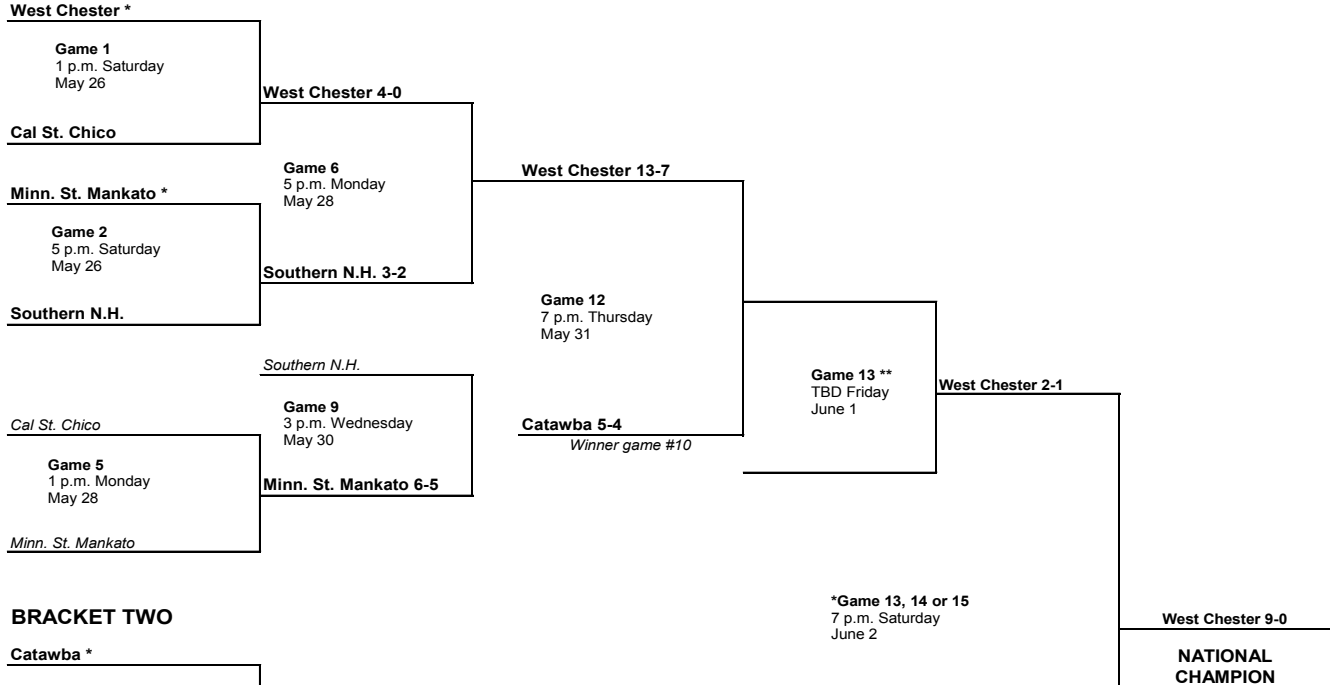 West Chester *
Game 1
1 p.m. Saturday
May 26
West Chester 4-0
Cal St. Chico
Game 6
5 p.m. Monday
May 28
West Chester 13-7
Minn. St. Mankato *
Game 2
5 p.m. Saturday
May 26
Southern N.H. 3-2
Southern N.H.
Game 12
7 p.m. Thursday
May 31
Southern N.H.
Game 13 **
TBD Friday
June 1
West Chester 2-1
Game 9
3 p.m. Wednesday
May 30
Cal St. Chico
Catawba 5-4
Winner game #10
Game 5
1 p.m. Monday
May 28
Minn. St. Mankato 6-5
Minn. St. Mankato
*Game 13, 14 or 15
7 p.m. Saturday
June 2
BRACKET TWO
West Chester 9-0
Catawba *
NATIONAL
CHAMPION